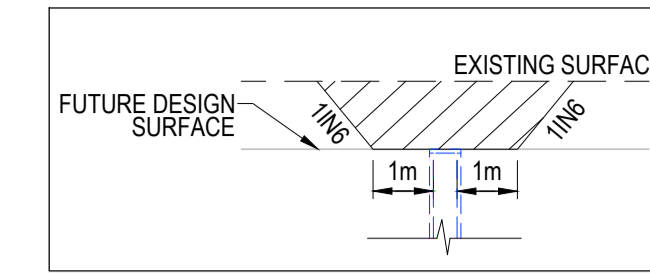 EXISTING SURFAC
FUTURE DESIGN
SURFACE
1IN6
1IN6
1m
1m